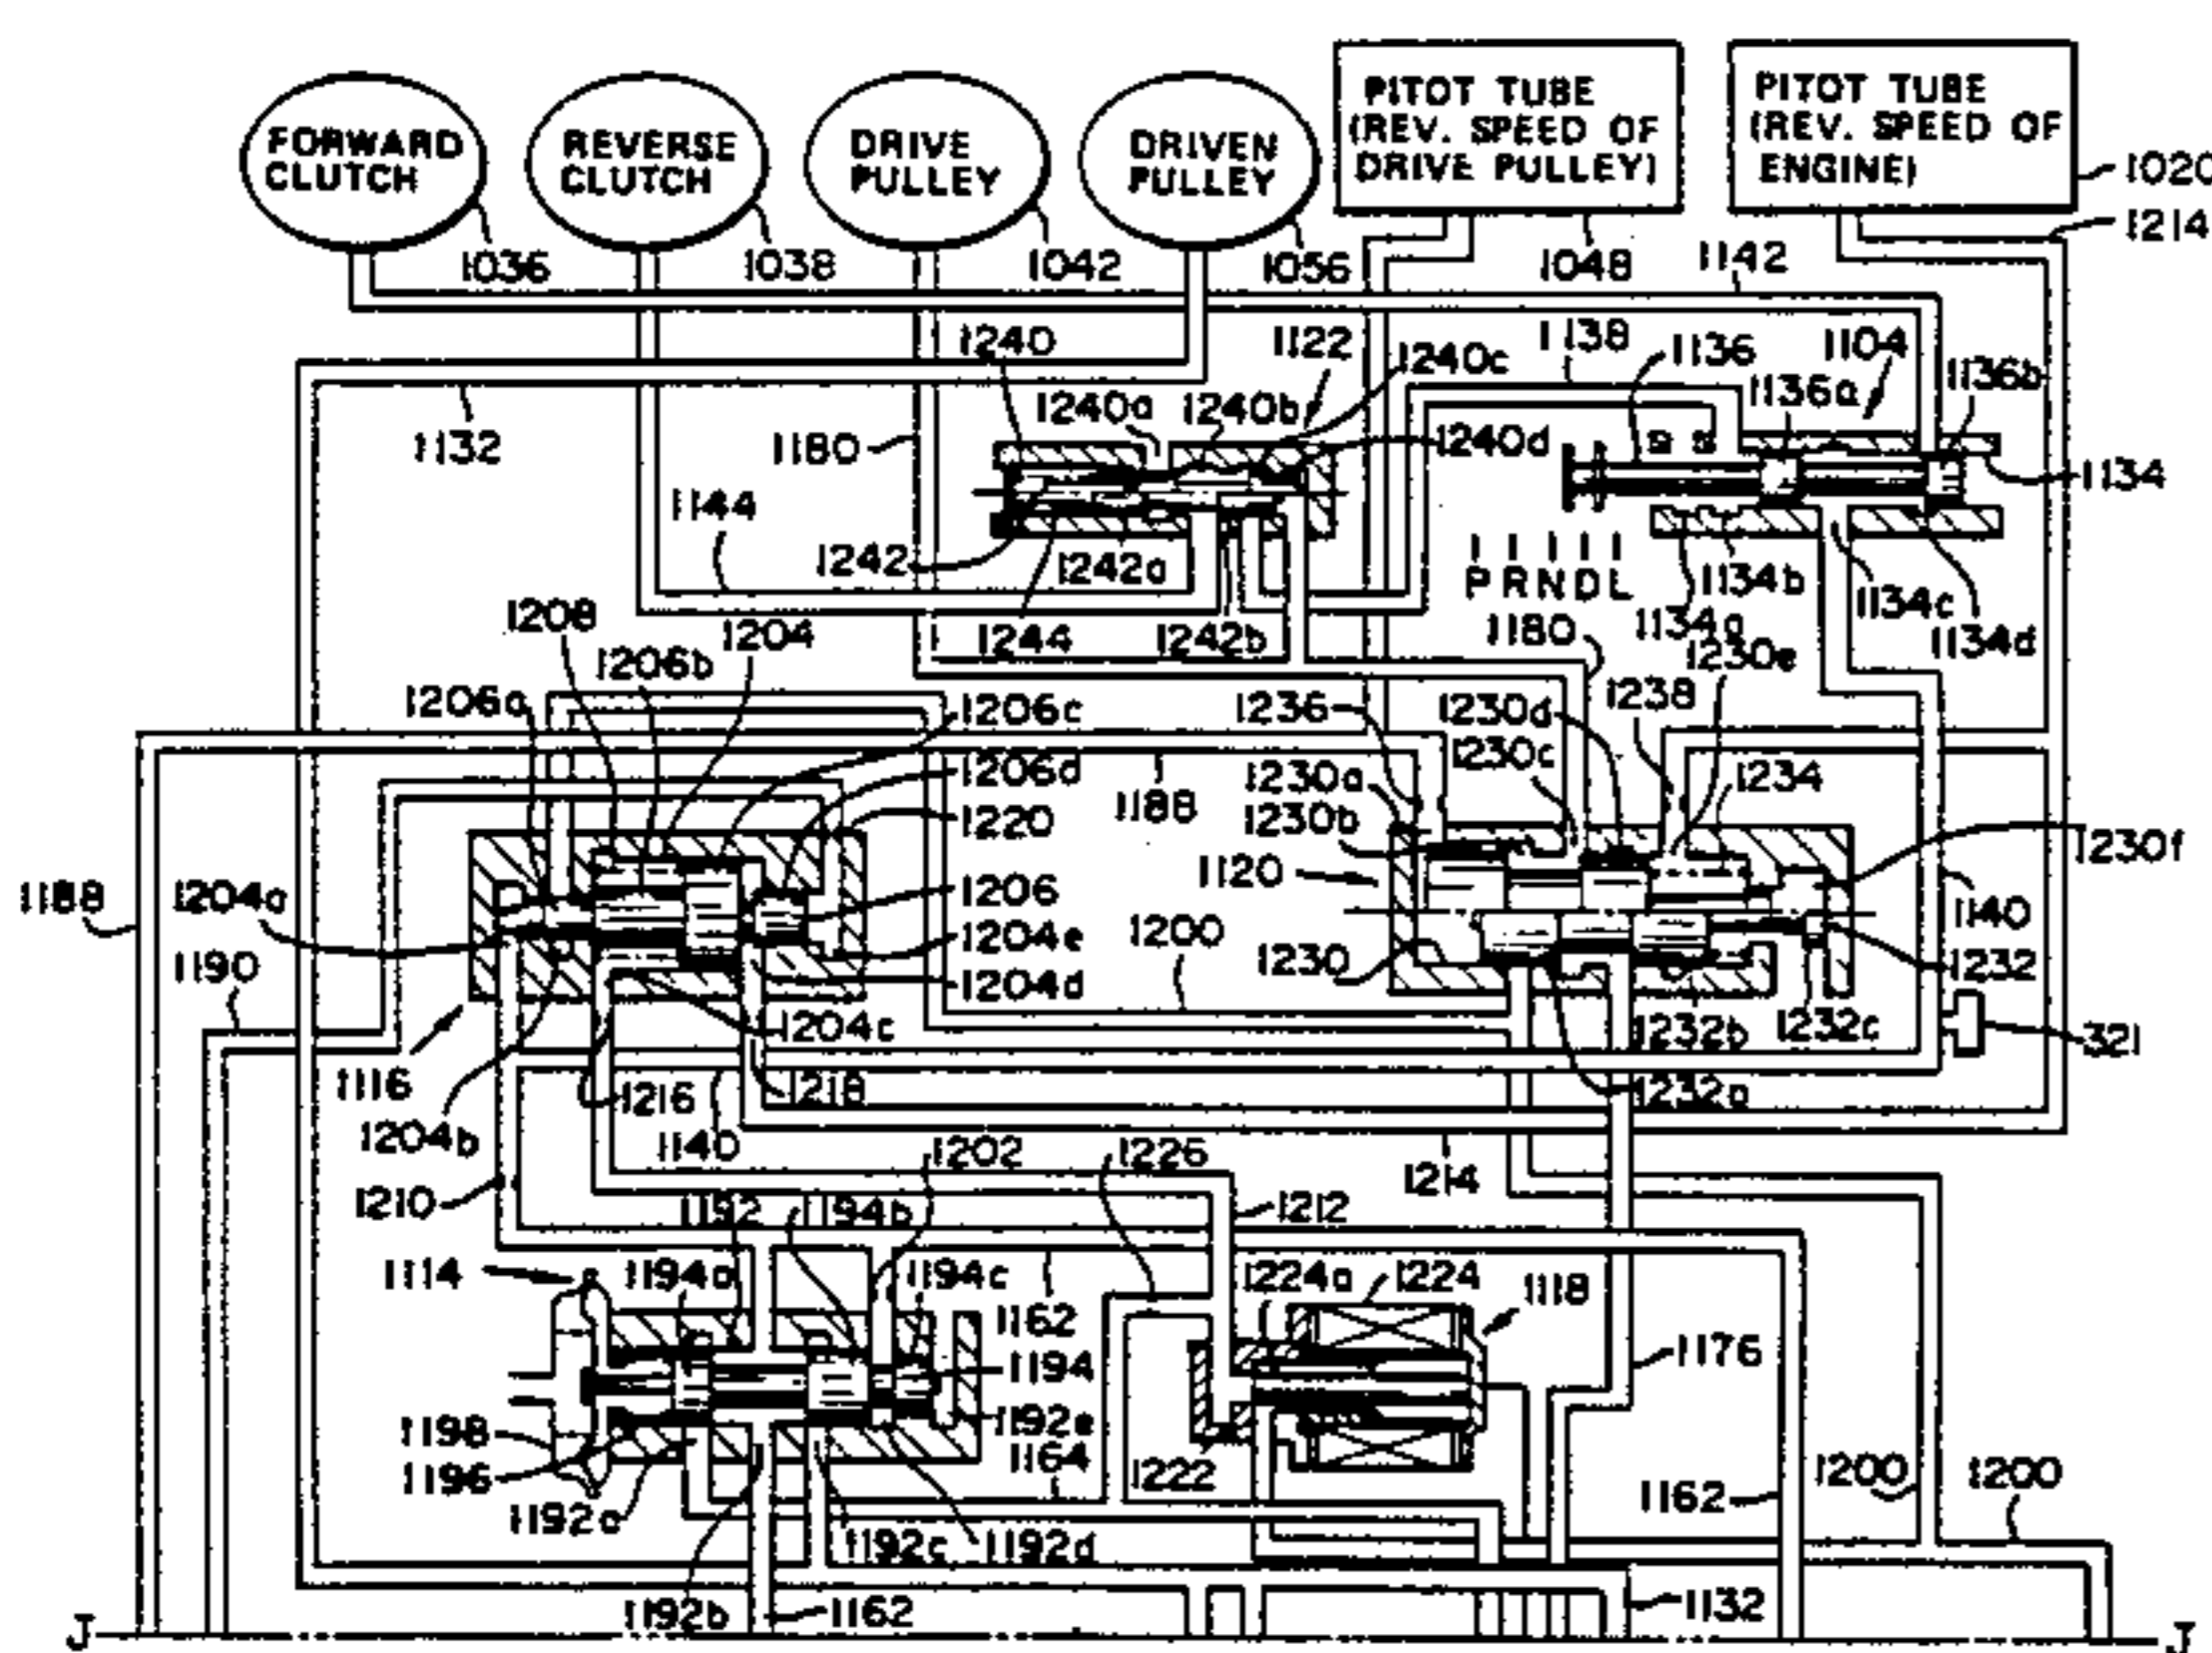 FORWARD CLUTCH
REVERSE CLUTCH
DRIVE PULLEY
DRIVEN PULLEY
PITOT TUBE (REV. SPEED OF DRIVE PULLEY)
PITOT TUBE (REV. SPEED OF ENGINE)
1020
1214
1036
1038
1042
1056
1048
1142
1240
1122
1240c
1138
1136
1104
1136a
1136b
1240a
1240b
1240d
1132
1180
1134
1144
1242
1242a
PRNDL
1134b
1134c
1134a
1134d
1208
1204
1244
1242b
1180
1206b
1230e
1206a
1206c
1236
1230d
1238
1230c
1206d
1230a
1234
1188
1220
1230b
1230f
1120
1188
1204a
1206
1140
1204e
1200
1190
1230
1232
1204d
1204c
1232b
1232c
321
1116
1216
1218
1232a
1204b
1140
1202
1226
1214
1210
1192
1194b
1212
1114
1194a
1194c
1224a
1224
1118
1162
1194
1176
1198
1192e
1196
1164
1222
1200
1200
1162
1192a
1192c
1192d
1192b
1162
1132
J
J